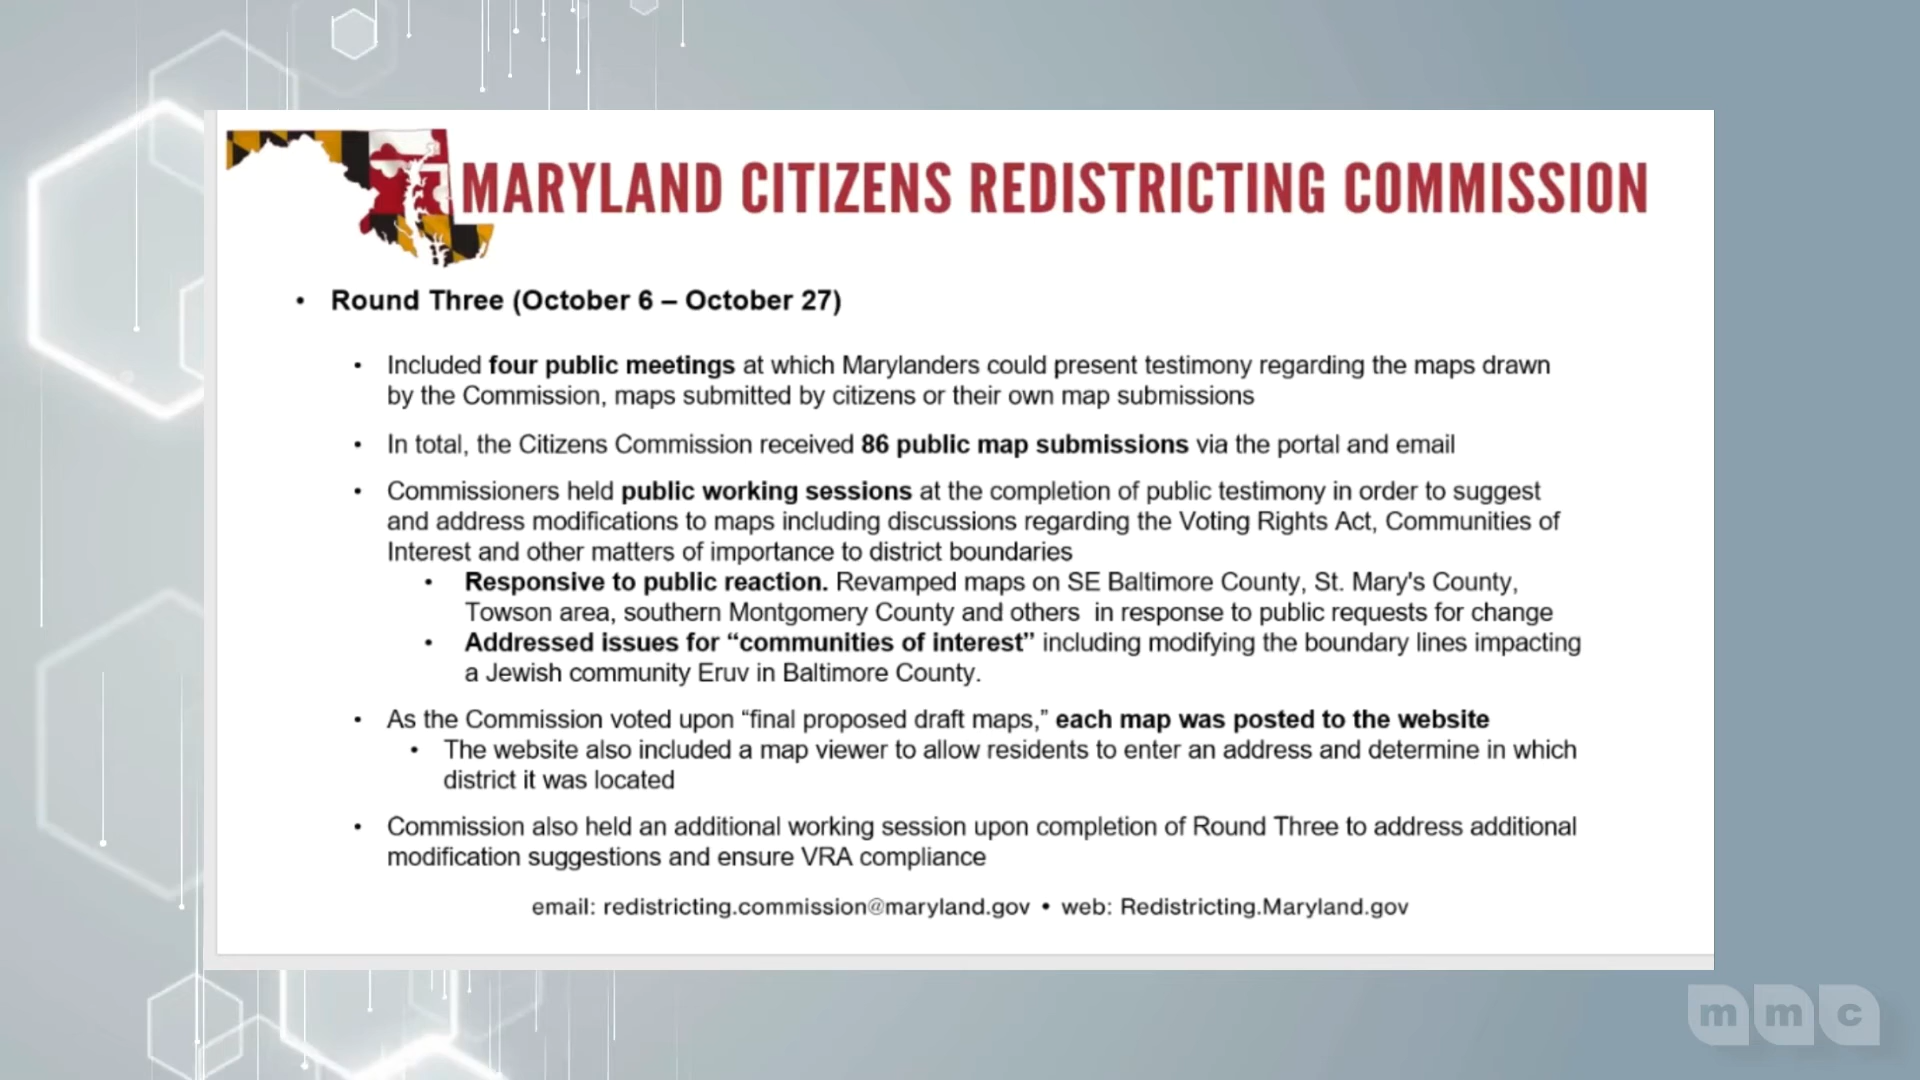 MARYLAND CITIZENS REDISTRICTING COMMISSION
• Round Three (October 6 – October 27)
• Included four public meetings at which Marylanders could present testimony regarding the maps drawn
by the Commission, maps submitted by citizens or their own map submissions
• In total, the Citizens Commission received 86 public map submissions via the portal and email
• Commissioners held public working sessions at the completion of public testimony in order to suggest
and address modifications to maps including discussions regarding the Voting Rights Act, Communities of
Interest and other matters of importance to district boundaries
• Responsive to public reaction. Revamped maps on SE Baltimore County, St. Mary's County,
Towson area, southern Montgomery County and others in response to public requests for change
• Addressed issues for “communities of interest” including modifying the boundary lines impacting
a Jewish community Eruv in Baltimore County.
• As the Commission voted upon “final proposed draft maps,” each map was posted to the website
• The website also included a map viewer to allow residents to enter an address and determine in which
district it was located
• Commission also held an additional working session upon completion of Round Three to address additional
modification suggestions and ensure VRA compliance
email: redistricting.commission@maryland.gov • web: Redistricting.Maryland.gov
mmc